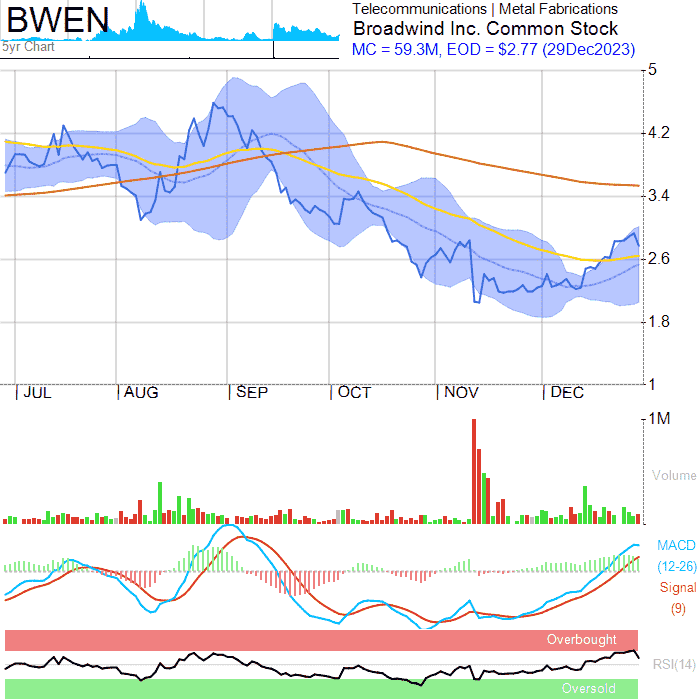 BWEN
5yr Chart
Telecommunications | Metal Fabrications
Broadwind Inc. Common Stock
MC = 59.3M, EOD = $2.77 (29Dec2023)
5
4.2
3.4
2.6
1.8
1
JUL AUG SEP OCT NOV DEC
1M
Volume
MACD
(12-26)
Signal
(9)
Overbought
RSI(14)
Oversold